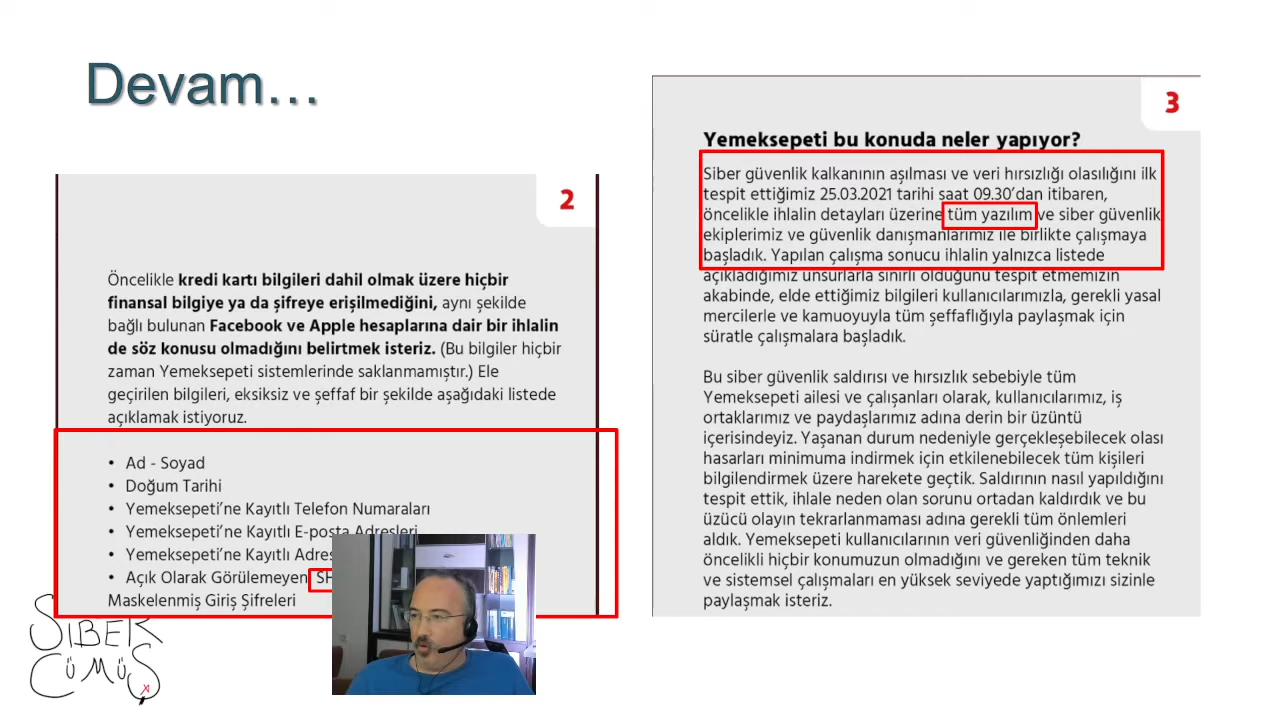 Devam…
2
Öncelikle kredi kartı bilgileri dahil olmak üzere hiçbir
finansal bilgiye ya da şifreye erişilmediğini, aynı şekilde
bağlı bulunan Facebook ve Apple hesaplarına dair bir ihlalin
de söz konusu olmadığını belirtmek isteriz. (Bu bilgiler hiçbir
zaman Yemeksepeti sistemlerinde saklanmamıştır.) Ele
geçirilen bilgileri, eksiksiz ve şeffaf bir şekilde aşağıdaki listede
açıklamak istiyoruz.
• Ad - Soyad
• Doğum Tarihi
• Yemeksepeti’ne Kayıtlı Telefon Numaraları
• Yemeksepeti’ne Kayıtlı E-posta Adresleri
• Yemeksepeti’ne Kayıtlı Adres
• Açık Olarak Görülemeyen SH
Maskelenmiş Giriş Şifreleri
SIBER
CÜMÜŞ
3
Yemeksepeti bu konuda neler yapıyor?
Siber güvenlik kalkanının aşılması ve veri hırsızlığı olasılığını ilk
tespit ettiğimiz 25.03.2021 tarihi saat 09.30’dan itibaren,
öncelikle ihlalin detayları üzerine tüm yazılım ve siber güvenlik
ekiplerimiz ve güvenlik danışmanlarımız ile birlikte çalışmaya
başladık. Yapılan çalışma sonucu ihlalin yalnızca listede
açıkladığımız unsurlarla sınırlı olduğunu tespit etmemizin
akabinde, elde ettiğimiz bilgileri kullanıcılarımızla, gerekli yasal
mercilerle ve kamuoyuyla tüm şeffaflığıyla paylaşmak için
süratle çalışmalara başladık.
Bu siber güvenlik saldırısı ve hırsızlık sebebiyle tüm
Yemeksepeti ailesi ve çalışanları olarak, kullanıcılarımız, iş
ortaklarımız ve paydaşlarımız adına derin bir üzüntü
içerisindeyiz. Yaşanan durum nedeniyle gerçekleşebilecek olası
hasarları minimuma indirmek için etkilenebilecek tüm kişileri
bilgilendirmek üzere harekete geçtik. Saldırının nasıl yapıldığını
tespit ettik, ihlale neden olan sorunu ortadan kaldırdık ve bu
üzücü olayın tekrarlanmaması adına gerekli tüm önlemleri
aldık. Yemeksepeti kullanıcılarının veri güvenliğinden daha
öncelikli hiçbir konumuzun olmadığını ve gereken tüm teknik
ve sistemsel çalışmaları en yüksek seviyede yaptığımızı sizinle
paylaşmak isteriz.